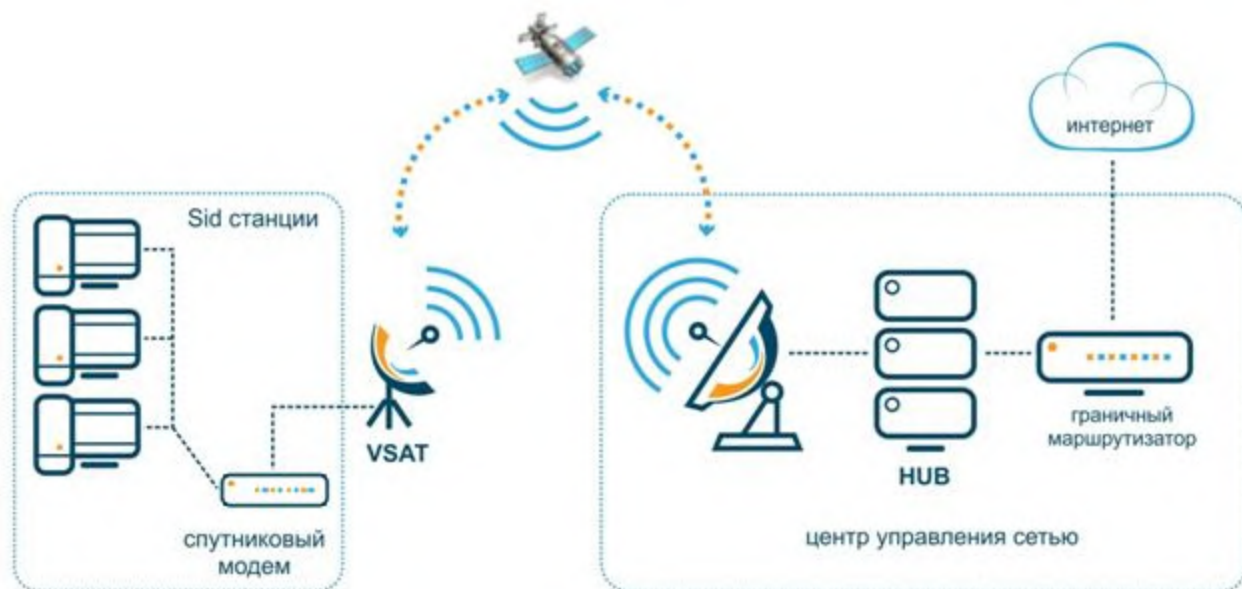 интернет
Sid станции
VSAT
спутниковый
модем
HUB
граничный
маршрутизатор
центр управления сетью